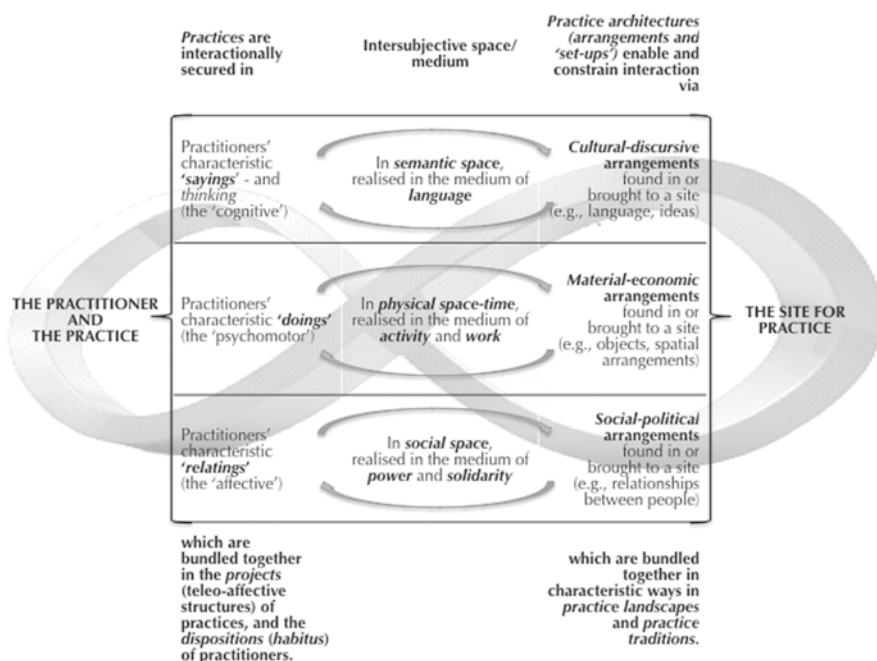 Practices are
interactionally
secured in
Intersubjective space/
medium
Practice architectures
(arrangements and
'set-ups') enable and
constrain interaction
via
THE PRACTITIONER
AND
THE PRACTICE
Practitioners'
characteristic
'sayings' - and
thinking
(the 'cognitive')
In semantic space,
realised in the medium of
language
Cultural-discursive
arrangements
found in or
brought to a site
(e.g., language, ideas)
Practitioners'
characteristic 'doings'
(the 'psychomotor')
In physical space-time,
realised in the medium of
activity and work
Material-economic
arrangements
found in or
brought to a site
(e.g., objects, spatial
arrangements)
Practitioners'
characteristic
'relatings'
(the 'affective')
In social space,
realised in the medium of
power and solidarity
Social-political
arrangements
found in or
brought to a site
(e.g., relationships
between people)
THE SITE FOR
PRACTICE
which are
bundled together
in the projects
(teleo-affective
structures) of
practices, and the
dispositions (habitus)
of practitioners.
which are bundled
together in
characteristic ways in
practice landscapes
and practice
traditions.